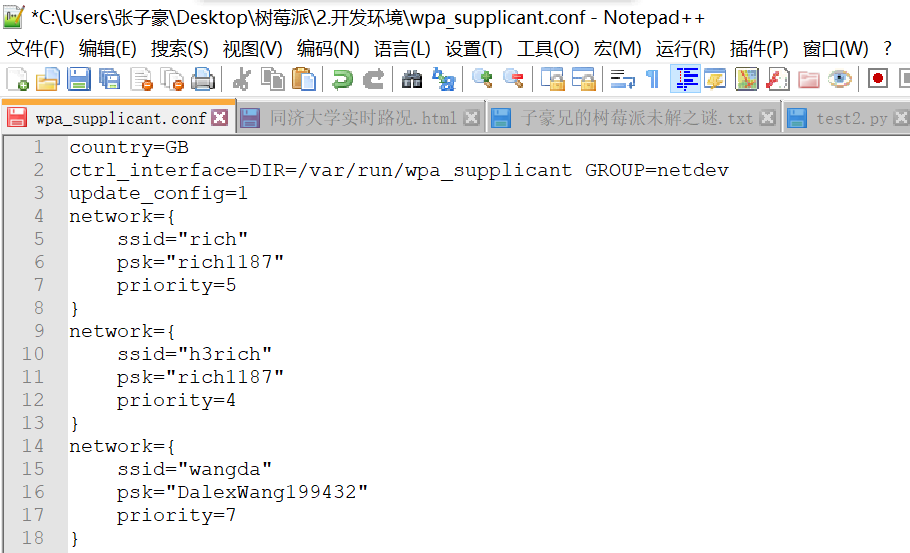 *C:\Users\张子豪\Desktop\树莓派\2.开发环境\wpa_supplicant.conf - Notepad++
文件(F) 编辑(E) 搜索(S) 视图(V) 编码(N) 语言(L) 设置(T) 工具(O) 宏(M) 运行(R) 插件(P) 窗口(W) ?
wpa_supplicant.conf 同济大学实时路况.html 子豪兄的树莓派未解之谜.txt test2.py
1 country=GB
2 ctrl_interface=DIR=/var/run/wpa_supplicant GROUP=netdev
3 update_config=1
4 network={
5 ssid="rich"
6 psk="rich1187"
7 priority=5
8 }
9 network={
10 ssid="h3rich"
11 psk="rich1187"
12 priority=4
13 }
14 network={
15 ssid="wangda"
16 psk="DalexWang199432"
17 priority=7
18 }